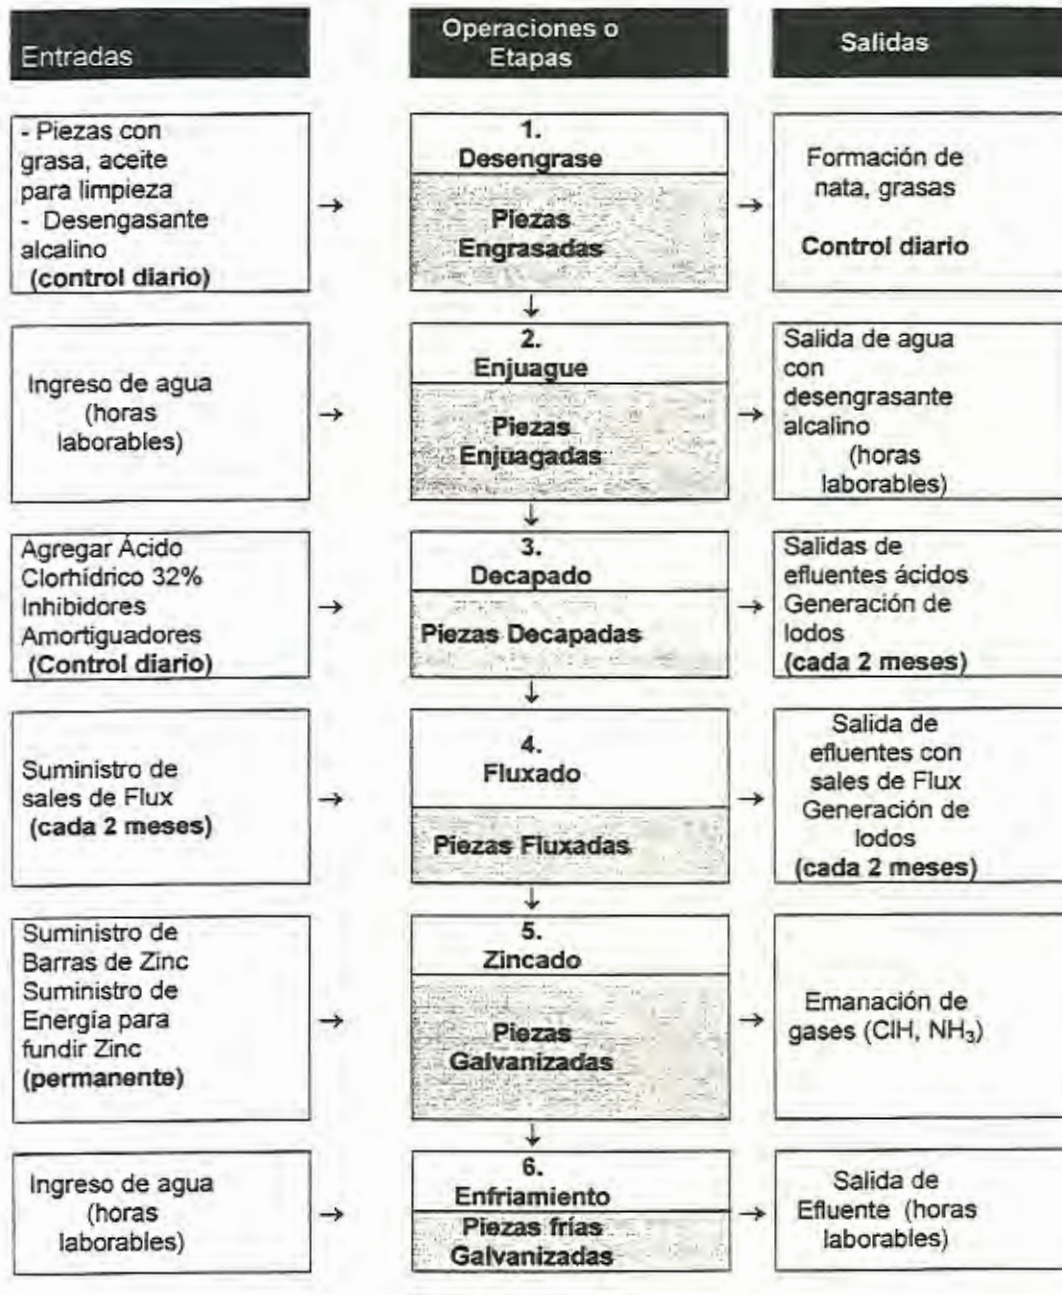 Entradas
Operaciones o
Etapas
Salidas
- Piezas con
grasa, aceite
para limpieza
- Desengasante
alcalino
(control diario)
→
1.
Desengrase
Piezas
Engrasadas
→
Formación de
nata, grasas
Control diario
↓
Ingreso de agua
(horas
laborables)
→
2.
Enjuague
Piezas
Enjuagadas
→
Salida de agua
con
desengrasante
alcalino
(horas
laborables)
↓
Agregar Ácido
Clorhídrico 32%
Inhibidores
Amortiguadores
(Control diario)
→
3.
Decapado
Piezas Decapadas
→
Salidas de
efluentes ácidos
Generación de
lodos
(cada 2 meses)
↓
Suministro de
sales de Flux
(cada 2 meses)
→
4.
Fluxado
Piezas Fluxadas
→
Salida de
efluentes con
sales de Flux
Generación de
lodos
(cada 2 meses)
↓
Suministro de
Barras de Zinc
Suministro de
Energía para
fundir Zinc
(permanente)
→
5.
Zincado
Piezas
Galvanizadas
→
Emanación de
gases (ClH, NH₃)
↓
Ingreso de agua
(horas
laborables)
→
6.
Enfriamiento
Piezas frías
Galvanizadas
→
Salida de
Efluente (horas
laborables)